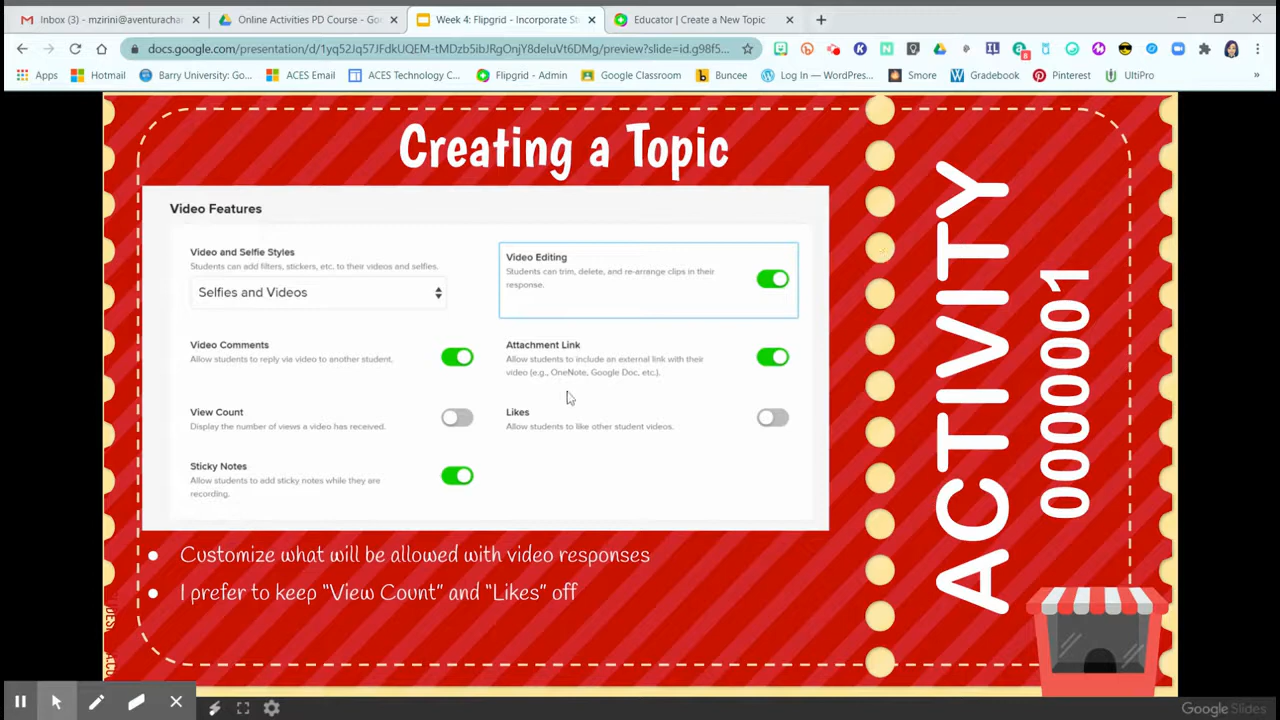 Inbox (3) - mzirini@aventurachar
Online Activities PD Course - Goo
Week 4: Flipgrid - Incorporate St
Educator | Create a New Topic
docs.google.com/presentation/d/1yq52Jq57JFdkUQEM-tMDzb5ibJRgOnjY8deluVt6DMg/preview?slide=id.g98f5...
8
Apps
Hotmail
Barry University: Go...
ACES Email
ACES Technology C...
Flipgrid - Admin
Google Classroom
Buncee
Log In — WordPres...
Smore
Gradebook
Pinterest
UltiPro
»
Creating a Topic
Video Features
Video and Selfie Styles
Students can add filters, stickers, etc. to their videos and selfies.
Selfies and Videos
Video Editing
Students can trim, delete, and re-arrange clips in their
response.
Video Comments
Allow students to reply via video to another student.
Attachment Link
Allow students to include an external link with their
video (e.g., OneNote, Google Doc, etc.).
View Count
Display the number of views a video has received.
Likes
Allow students to like other student videos.
Sticky Notes
Allow students to add sticky notes while they are
recording.
● Customize what will be allowed with video responses
● I prefer to keep “View Count” and “Likes” off
ACTIVITY
0000001
Google Slides